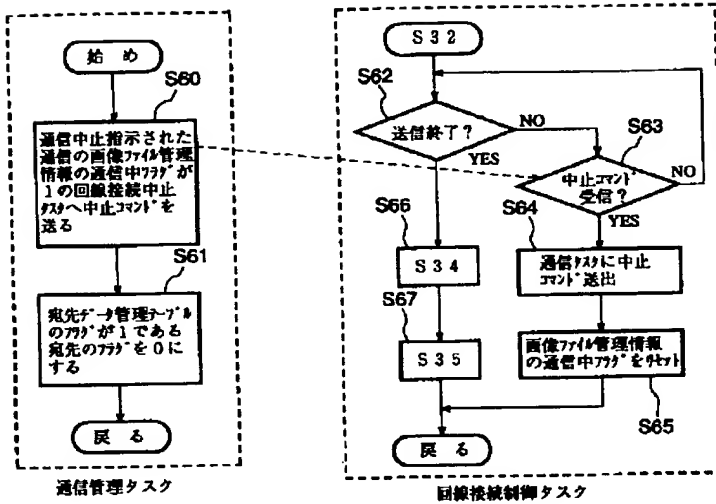 始め
S60
通信中止指示された
通信の画像ファイル管理
情報の通信中フラグが
1の回線接続中止
タスクへ中止コマンドを
送る
S61
宛先データ管理テーブル
のフラグが1である
宛先のフラグを0に
する
戻る
通信管理タスク
S32
S62
送信終了?
NO
YES
S63
中止コマンド
受信?
NO
YES
S64
通信タスクに中止
コマンド送出
S66
S34
S67
S35
画像ファイル管理情報
の通信中フラグをリセット
S65
戻る
回線接続制御タスク